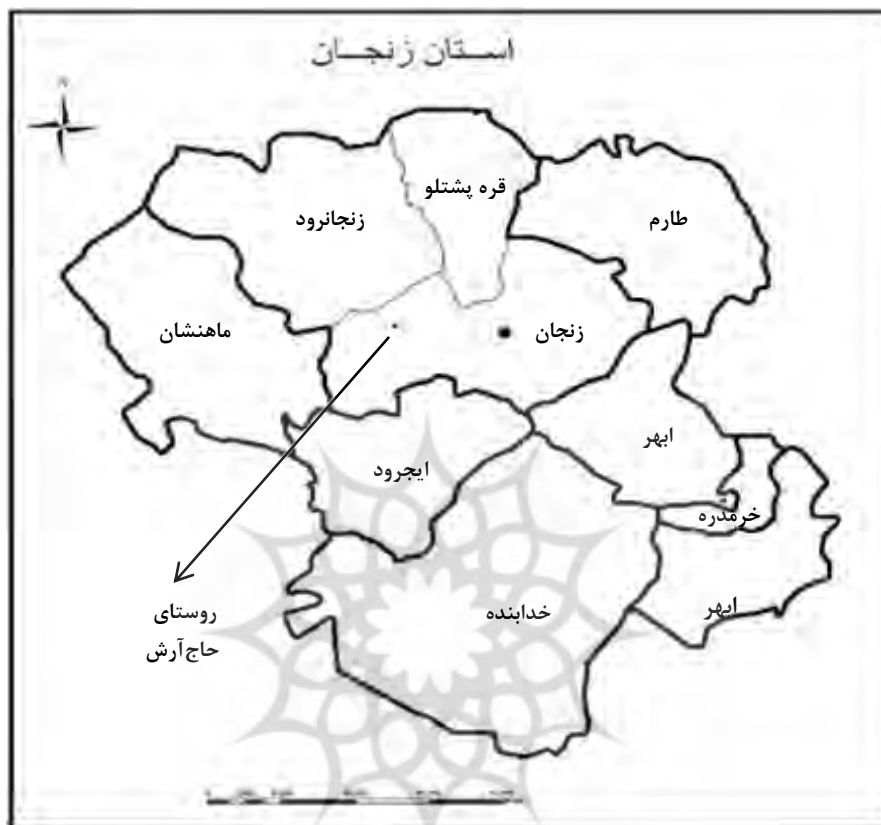 استان زنجان
قره پشتلو
زنجانرود
طارم
ماهنشان
زنجان
ابهر
ایجرود
خرمدره
خدابنده
ابهر
روستای
حاج‌آرش